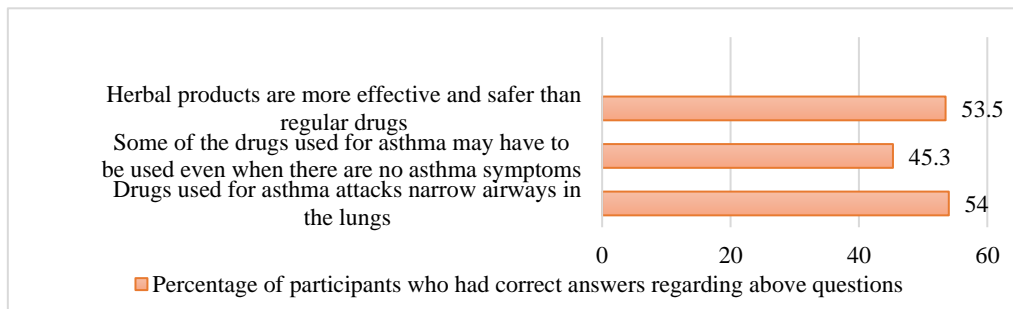 Herbal products are more effective and safer than
regular drugs
53.5
Some of the drugs used for asthma may have to
be used even when there are no asthma symptoms
45.3
Drugs used for asthma attacks narrow airways in
the lungs
54
0 20 40 60
Percentage of participants who had correct answers regarding above questions